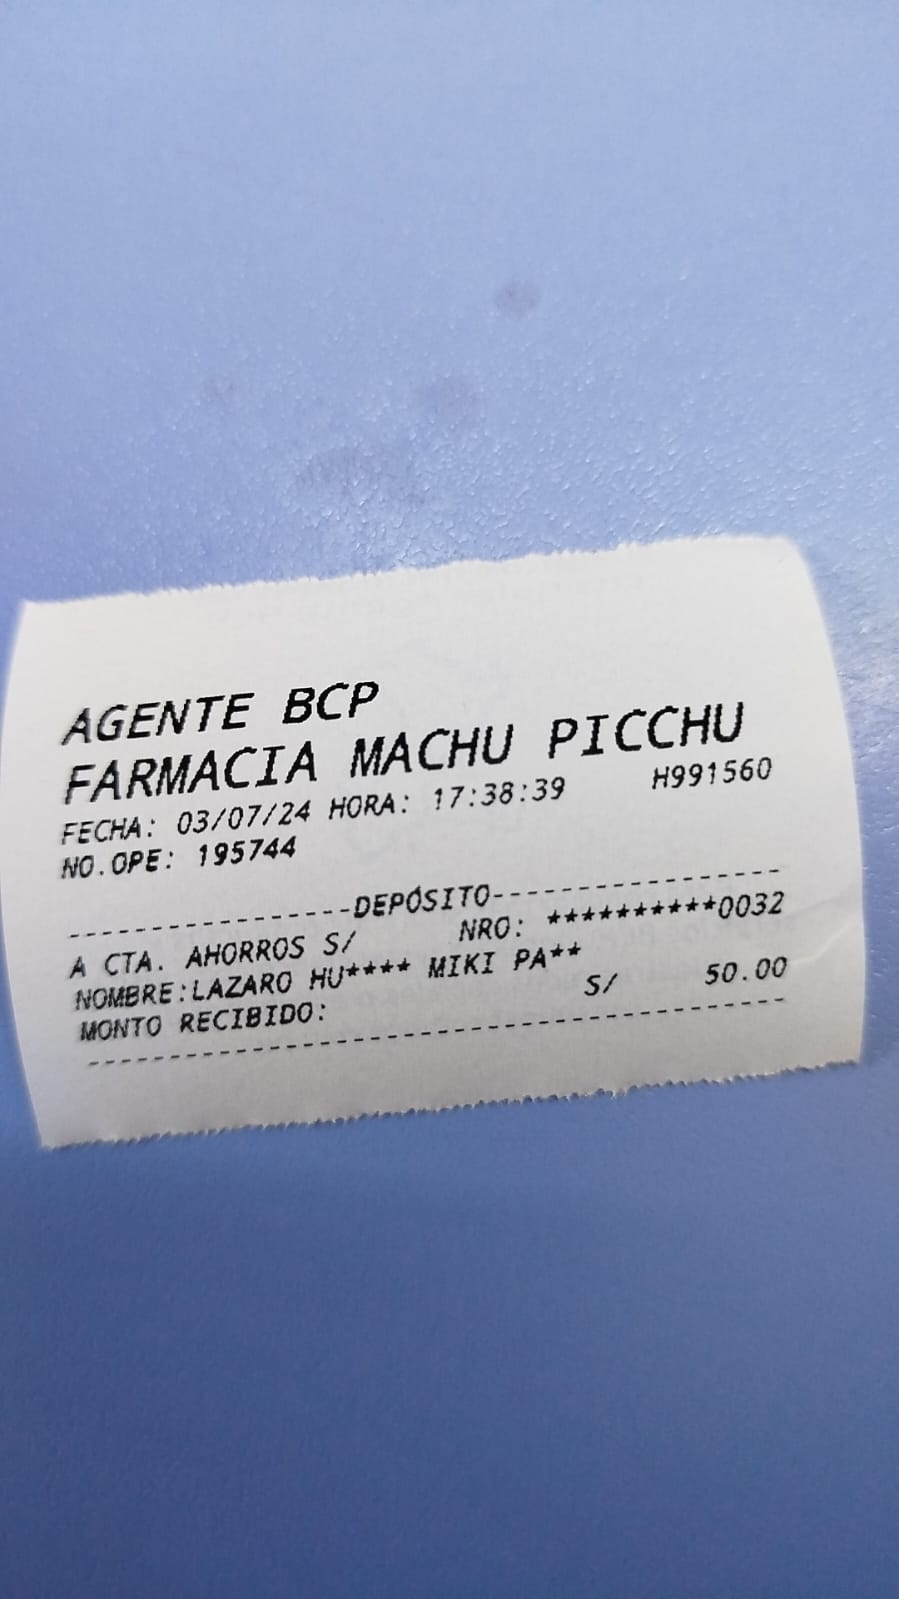 AGENTE BCP
FARMACIA MACHU PICCHU
FECHA: 03/07/24 HORA: 17:38:39 H991560
NO.OPE: 195744
-----------------DEPÓSITO-----------------
A CTA. AHORROS S/ NRO: **********0032
NOMBRE:LAZARO HU**** MIKI PA**
MONTO RECIBIDO: S/ 50.00
------------------------------------------